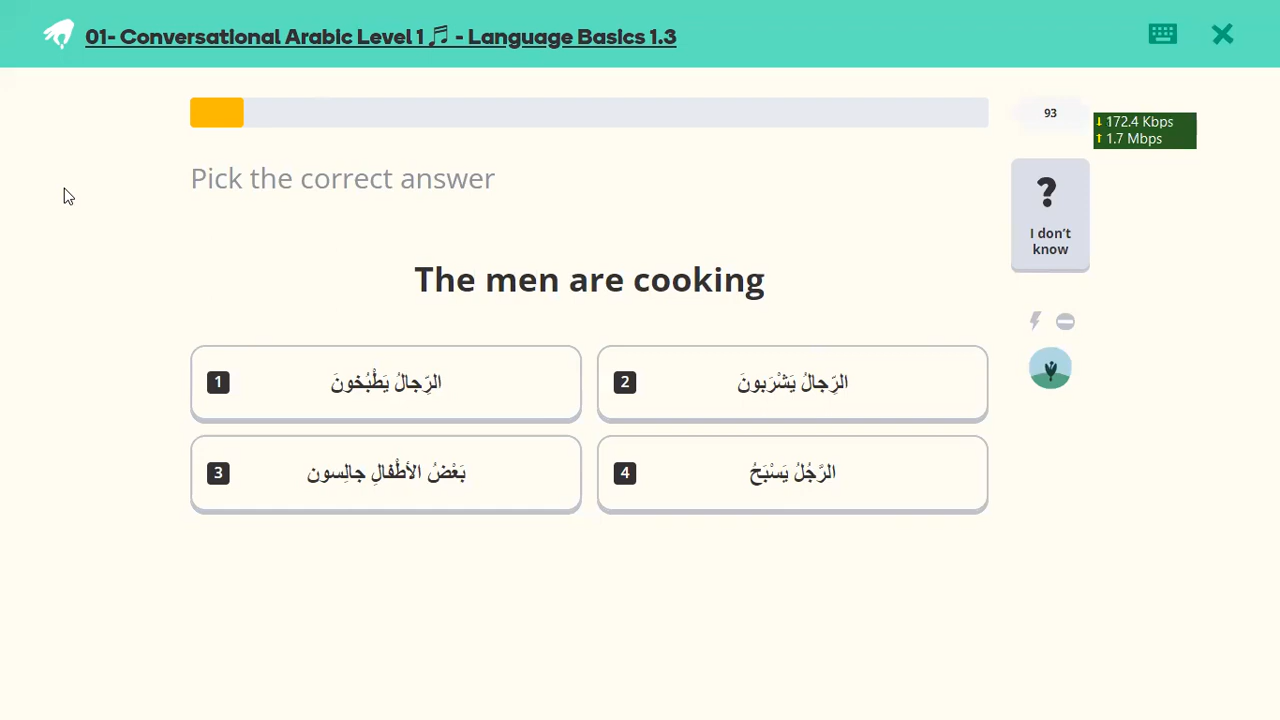 01- Conversational Arabic Level 1 🎵 - Language Basics 1.3
93
↓ 172.4 Kbps
↑ 1.7 Mbps
Pick the correct answer
?
I don't
know
The men are cooking
1 الرِّجالُ يَطْبُخونَ
2 الرِّجالُ يَشْرَبونَ
3 بَعْضُ الأطْفالِ جالِسون
4 الرَّجُلُ يَسْبَحُ